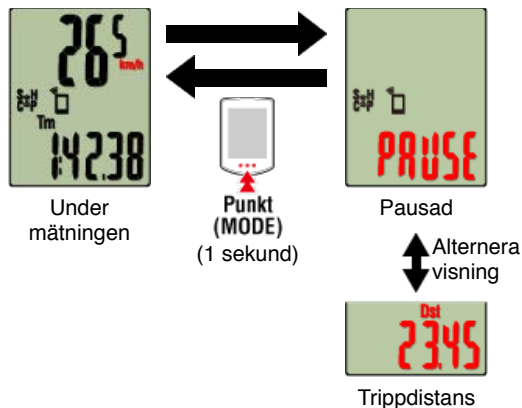 26 5
km/h
S+H
C+P
Tm
1:42.38
Under
mätningen
Punkt
(MODE)
(1 sekund)
PAUSE
Pausad
Alternera
visning
Dst
23.45
Trippdistans